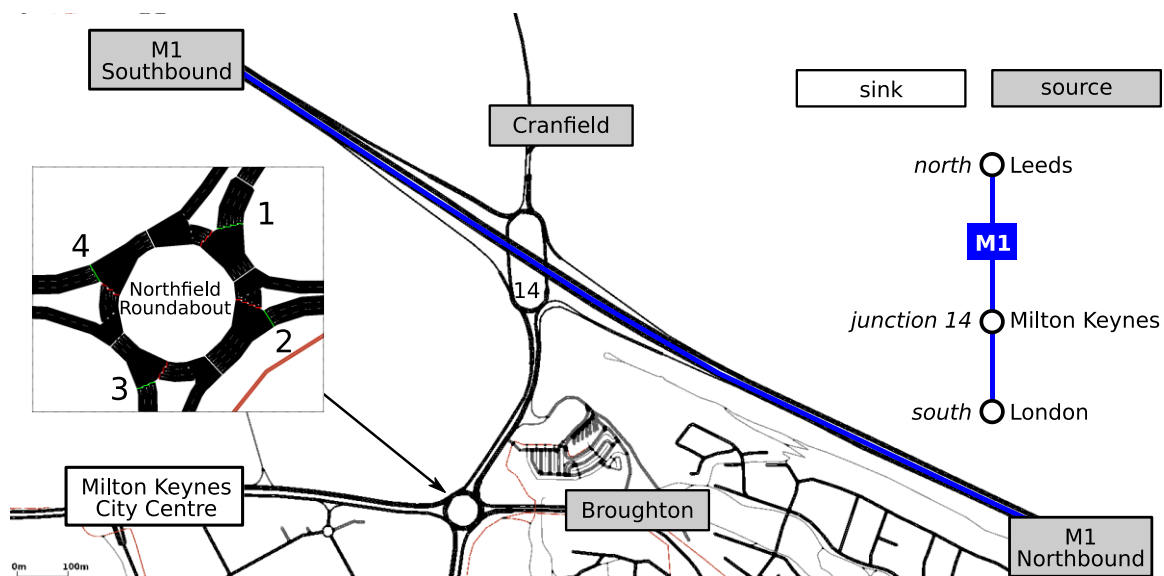 M1
Southbound
Cranfield
sink
source
north
Leeds
M1
junction 14
Milton Keynes
south
London
1
4
Northfield
Roundabout
2
3
14
Milton Keynes
City Centre
Broughton
M1
Northbound
0m
100m